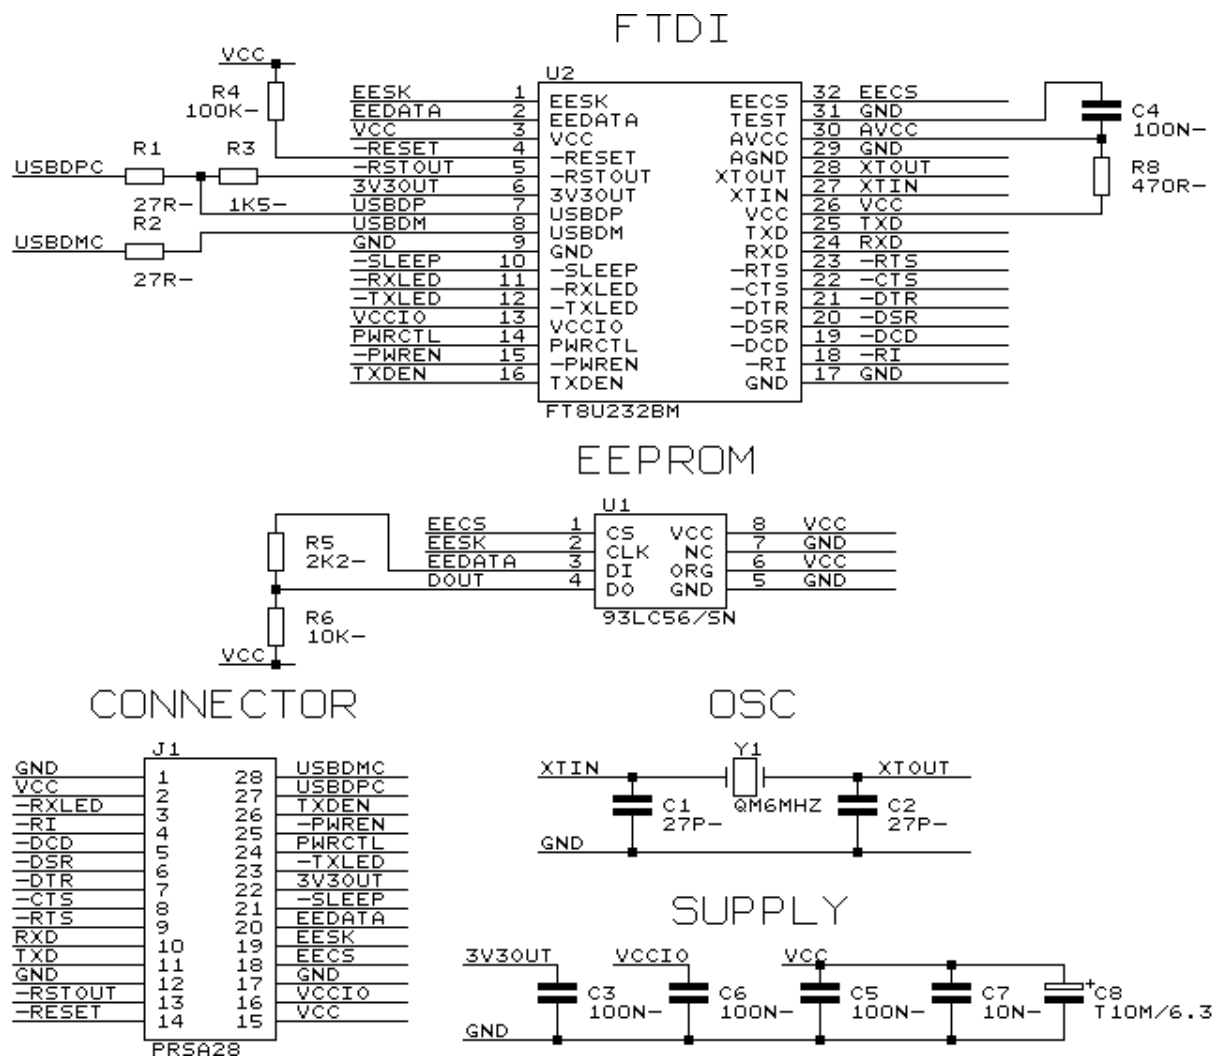 FTDI
VCC
R4
100K-
USBDPC
R1
27R-
R3
1K5-
R2
USBDMC
27R-
U2
EESK 1 EESK EECS 32 EECS
EEDATA 2 EEDATA TEST 31 GND
VCC 3 VCC AVCC 30 AVCC
-RESET 4 -RESET AGND 29 GND
-RSTOUT 5 -RSTOUT XTOUT 28 XTOUT
3V3OUT 6 3V3OUT XTIN 27 XTIN
USBDP 7 USBDP VCC 26 VCC
USBDM 8 USBDM TXD 25 TXD
GND 9 GND RXD 24 RXD
-SLEEP 10 -SLEEP -RTS 23 -RTS
-RXLED 11 -RXLED -CTS 22 -CTS
-TXLED 12 -TXLED -DTR 21 -DTR
VCCIO 13 VCCIO -DSR 20 -DSR
PWRCTL 14 PWRCTL -DCD 19 -DCD
-PWREN 15 -PWREN -RI 18 -RI
TXDEN 16 TXDEN GND 17 GND
FT8U232BM
C4
100N-
R8
470R-
EEPROM
U1
EECS 1 CS VCC 8 VCC
EESK 2 CLK NC 7 GND
EEDATA 3 DI ORG 6 VCC
DOUT 4 DO GND 5 GND
93LC56/SN
R5
2K2-
R6
10K-
VCC
CONNECTOR
J1
GND 1 28 USBDMC
VCC 2 27 USBDPC
-RXLED 3 26 TXDEN
-RI 4 25 -PWREN
-DCD 5 24 PWRCTL
-DSR 6 23 -TXLED
-DTR 7 22 3V3OUT
-CTS 8 21 -SLEEP
-RTS 9 20 EEDATA
RXD 10 19 EESK
TXD 11 18 EECS
GND 12 17 GND
-RSTOUT 13 16 VCCIO
-RESET 14 15 VCC
PRSA28
OSC
XTIN Y1 XTOUT
C1
27P-
QM6MHZ
C2
27P-
GND
SUPPLY
3V3OUT VCCIO VCC
C3
100N-
C6
100N-
C5
100N-
C7
10N-
+
C8
T10M/6.3
GND